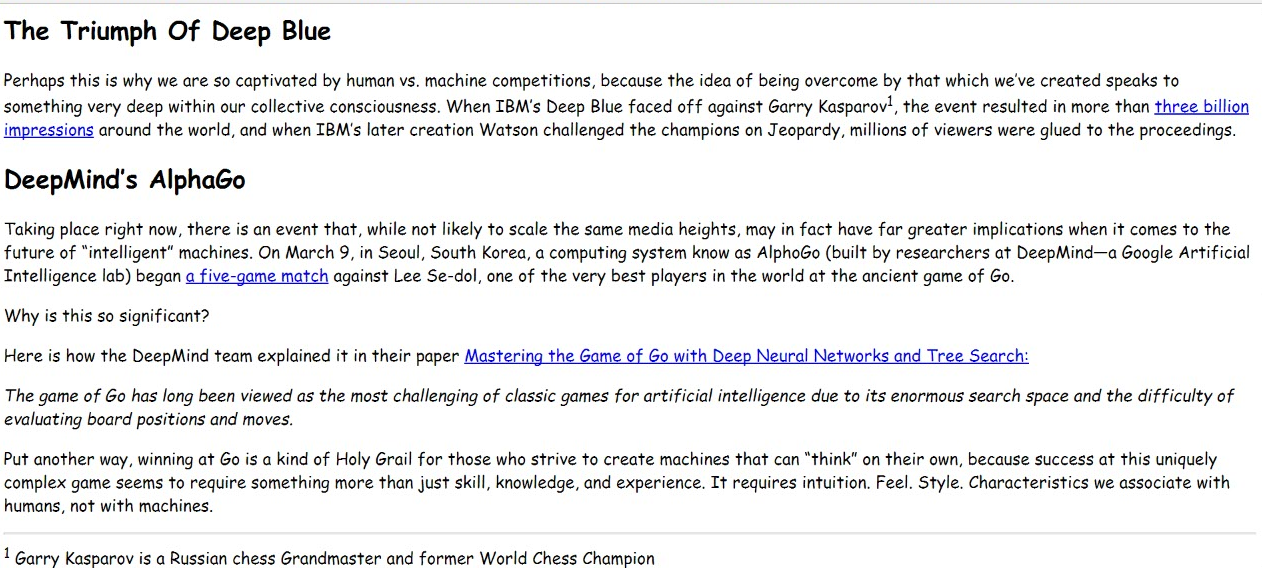 The Triumph Of Deep Blue
Perhaps this is why we are so captivated by human vs. machine competitions, because the idea of being overcome by that which we've created speaks to
something very deep within our collective consciousness. When IBM's Deep Blue faced off against Garry Kasparov1, the event resulted in more than three billion
impressions around the world, and when IBM's later creation Watson challenged the champions on Jeopardy, millions of viewers were glued to the proceedings.
DeepMind's AlphaGo
Taking place right now, there is an event that, while not likely to scale the same media heights, may in fact have far greater implications when it comes to the
future of “intelligent” machines. On March 9, in Seoul, South Korea, a computing system know as AlphoGo (built by researchers at DeepMind—a Google Artificial
Intelligence lab) began a five-game match against Lee Se-dol, one of the very best players in the world at the ancient game of Go.
Why is this so significant?
Here is how the DeepMind team explained it in their paper Mastering the Game of Go with Deep Neural Networks and Tree Search:
The game of Go has long been viewed as the most challenging of classic games for artificial intelligence due to its enormous search space and the difficulty of
evaluating board positions and moves.
Put another way, winning at Go is a kind of Holy Grail for those who strive to create machines that can “think” on their own, because success at this uniquely
complex game seems to require something more than just skill, knowledge, and experience. It requires intuition. Feel. Style. Characteristics we associate with
humans, not with machines.
1 Garry Kasparov is a Russian chess Grandmaster and former World Chess Champion